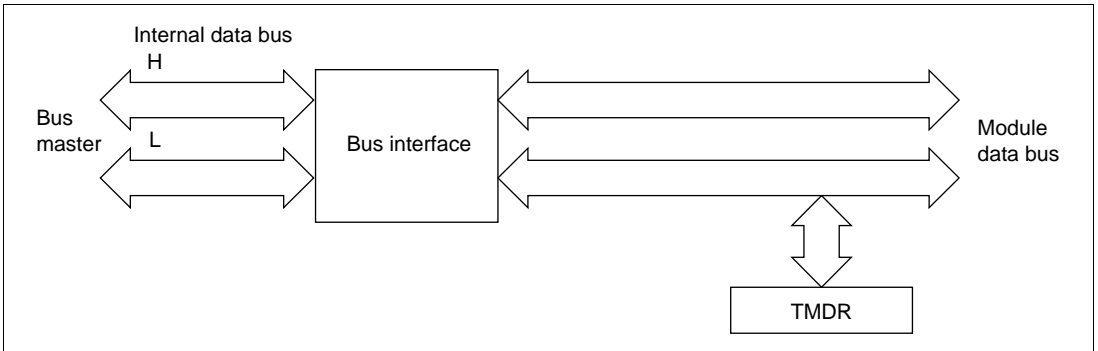 Internal data bus
H
Bus
master
L
Bus interface
Module
data bus
TMDR